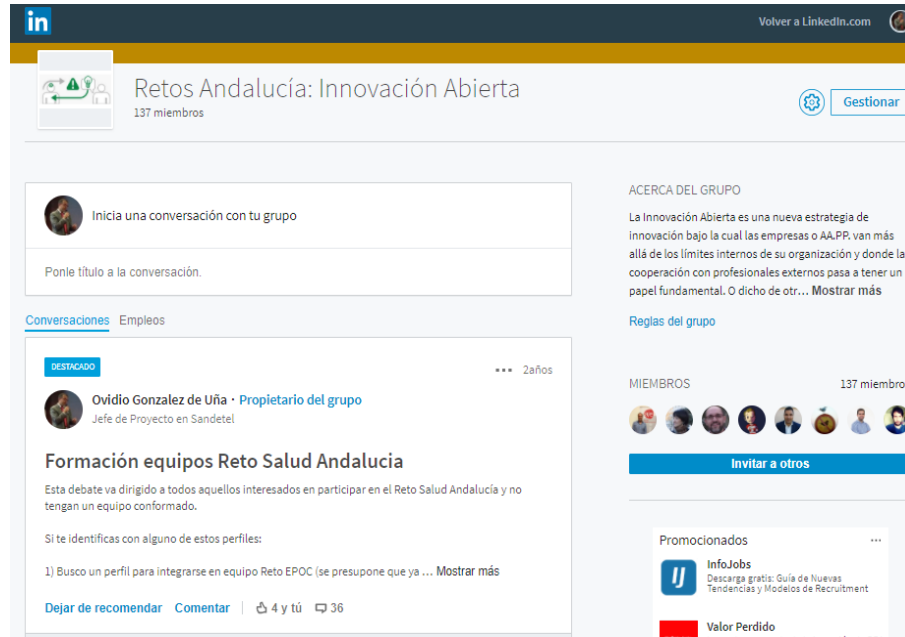 in
Volver a LinkedIn.com
Retos Andalucía: Innovación Abierta
137 miembros
Gestionar
Inicia una conversación con tu grupo
Ponle título a la conversación.
Conversaciones Empleos
DESTACADO
2años
Ovidio Gonzalez de Uña · Propietario del grupo
Jefe de Proyecto en Sandetel
Formación equipos Reto Salud Andalucia
Esta debate va dirigido a todos aquellos interesados en participar en el Reto Salud Andalucía y no
tengan un equipo conformado.
Si te identificas con alguno de estos perfiles:
1) Busco un perfil para integrarse en equipo Reto EPOC (se presupone que ya … Mostrar más
Dejar de recomendar Comentar 4 y tú 36
ACERCA DEL GRUPO
La Innovación Abierta es una nueva estrategia de
innovación bajo la cual las empresas o AA.PP. van más
allá de los límites internos de su organización y donde la
cooperación con profesionales externos pasa a tener un
papel fundamental. O dicho de otr… Mostrar más
Reglas del grupo
MIEMBROS
137 miembro
Invitar a otros
Promocionados
InfoJobs
Descarga gratis: Guía de Nuevas
Tendencias y Modelos de Recruitment
Valor Perdido